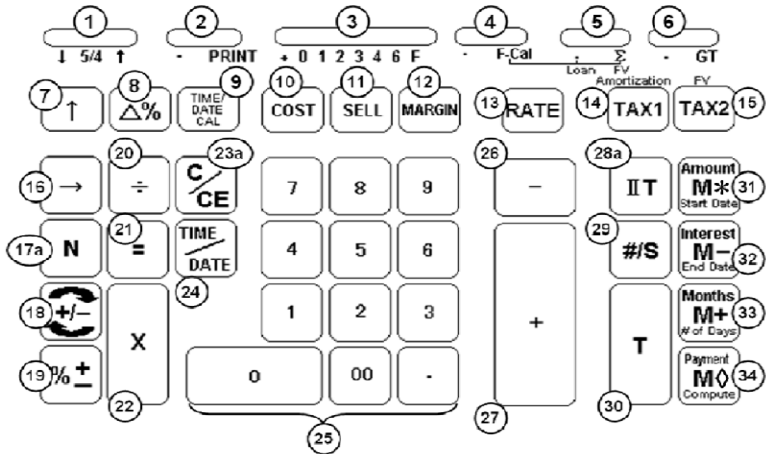 1 2 3 4 5 6
↓ 5/4 ↑ - PRINT + 0 1 2 3 4 6 F - F-Cal . Σ - GT
Loan FV
Amortization FV
7 8 9 10 11 12 13 14 15
↑ △% TIME/ DATE CAL COST SELL MARGIN RATE TAX1 TAX2
16 20 23a 26 28a 31
→ ÷ C/CE 7 8 9 − II T Amount M* Start Date
17a 21 24 29 32
N = TIME/DATE 4 5 6 #/S Interest M− End Date
18 33
+/− X 1 2 3 + T Months M+ # of Days
19 22 27 30 34
%± 0 00 . Payment M◊ Compute
25